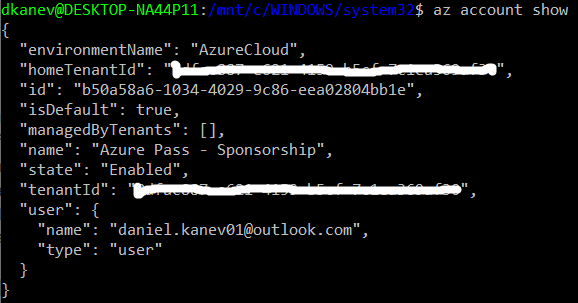 dkanev@DESKTOP-NA44P11:/mnt/c/WINDOWS/system32$ az account show
{
"environmentName": "AzureCloud",
"homeTenantId": "
",
"id": "b50a58a6-1034-4029-9c86-eea02804bb1e",
"isDefault": true,
"managedByTenants": [],
"name": "Azure Pass - Sponsorship",
"state": "Enabled",
"tenantId": "
",
"user": {
"name": "daniel.kanev01@outlook.com",
"type": "user"
}
}